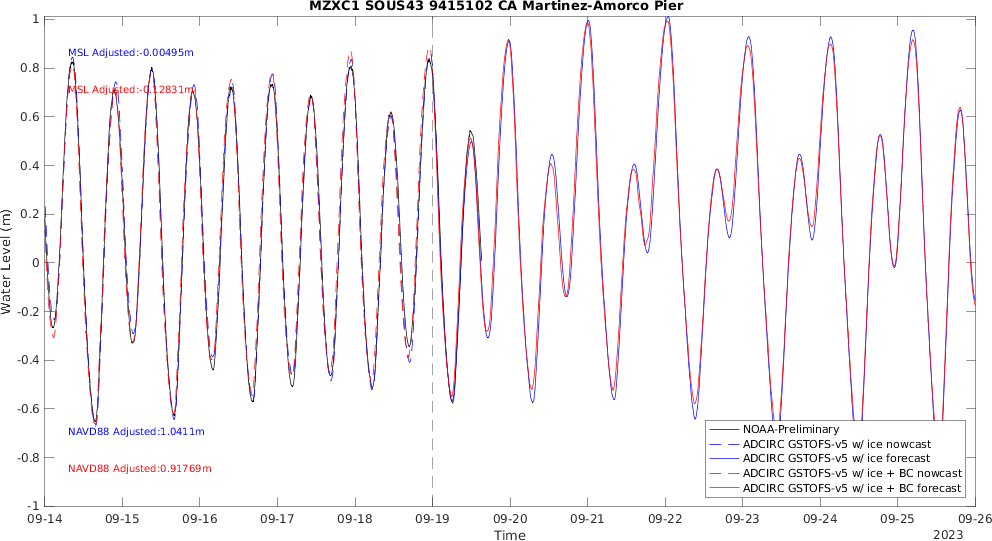 MZXC1 SOUS43 9415102 CA Martinez-Amorco Pier
1
0.8
0.6
0.4
0.2
0
-0.2
-0.4
-0.6
-0.8
-1
Water Level (m)
MSL Adjusted:-0.00495m
MSL Adjusted:-0.12831m
NAVD88 Adjusted:1.0411m
NAVD88 Adjusted:0.91769m
NOAA-Preliminary
ADCIRC GSTOFS-v5 w/ ice nowcast
ADCIRC GSTOFS-v5 w/ ice forecast
ADCIRC GSTOFS-v5 w/ ice + BC nowcast
ADCIRC GSTOFS-v5 w/ ice + BC forecast
09-14 09-15 09-16 09-17 09-18 09-19 09-20 09-21 09-22 09-23 09-24 09-25 09-26
Time
2023